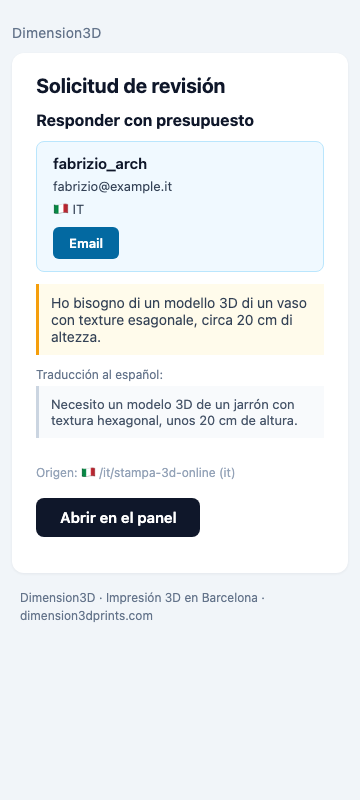 Dimension3D
Solicitud de revisión
Responder con presupuesto
fabrizio_arch
fabrizio@example.it
IT
Email
Ho bisogno di un modello 3D di un vaso
con texture esagonale, circa 20 cm di
altezza.
Traducción al español:
Necesito un modelo 3D de un jarrón con
textura hexagonal, unos 20 cm de altura.
Origen: 🇮🇹 /it/stampa-3d-online (it)
Abrir en el panel
Dimension3D · Impresión 3D en Barcelona ·
dimension3dprints.com